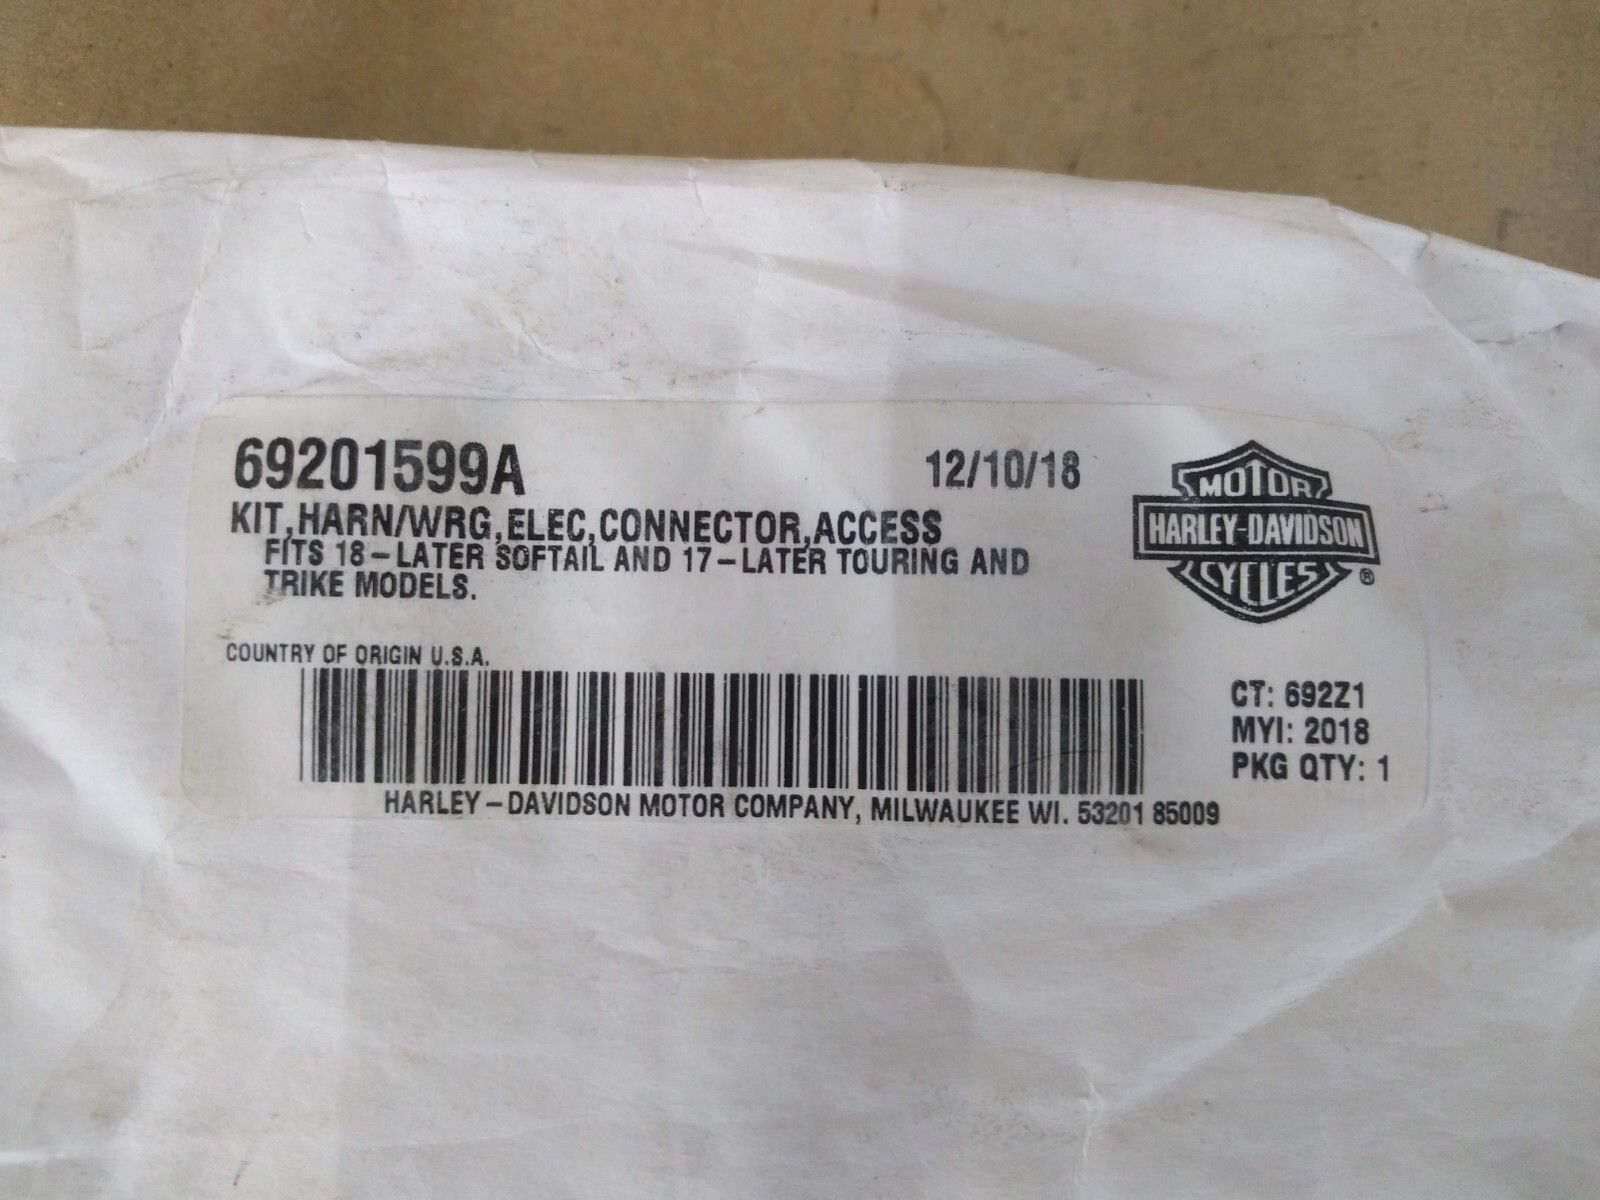 69201599A 12/10/18
KIT,HARN/WRG,ELEC,CONNECTOR,ACCESS
FITS 18-LATER SOFTAIL AND 17-LATER TOURING AND
TRIKE MODELS.
MOTOR
HARLEY-DAVIDSON
CYCLES ®
COUNTRY OF ORIGIN U.S.A.
CT: 692Z1
MYI: 2018
PKG QTY: 1
HARLEY-DAVIDSON MOTOR COMPANY, MILWAUKEE WI. 53201 85009